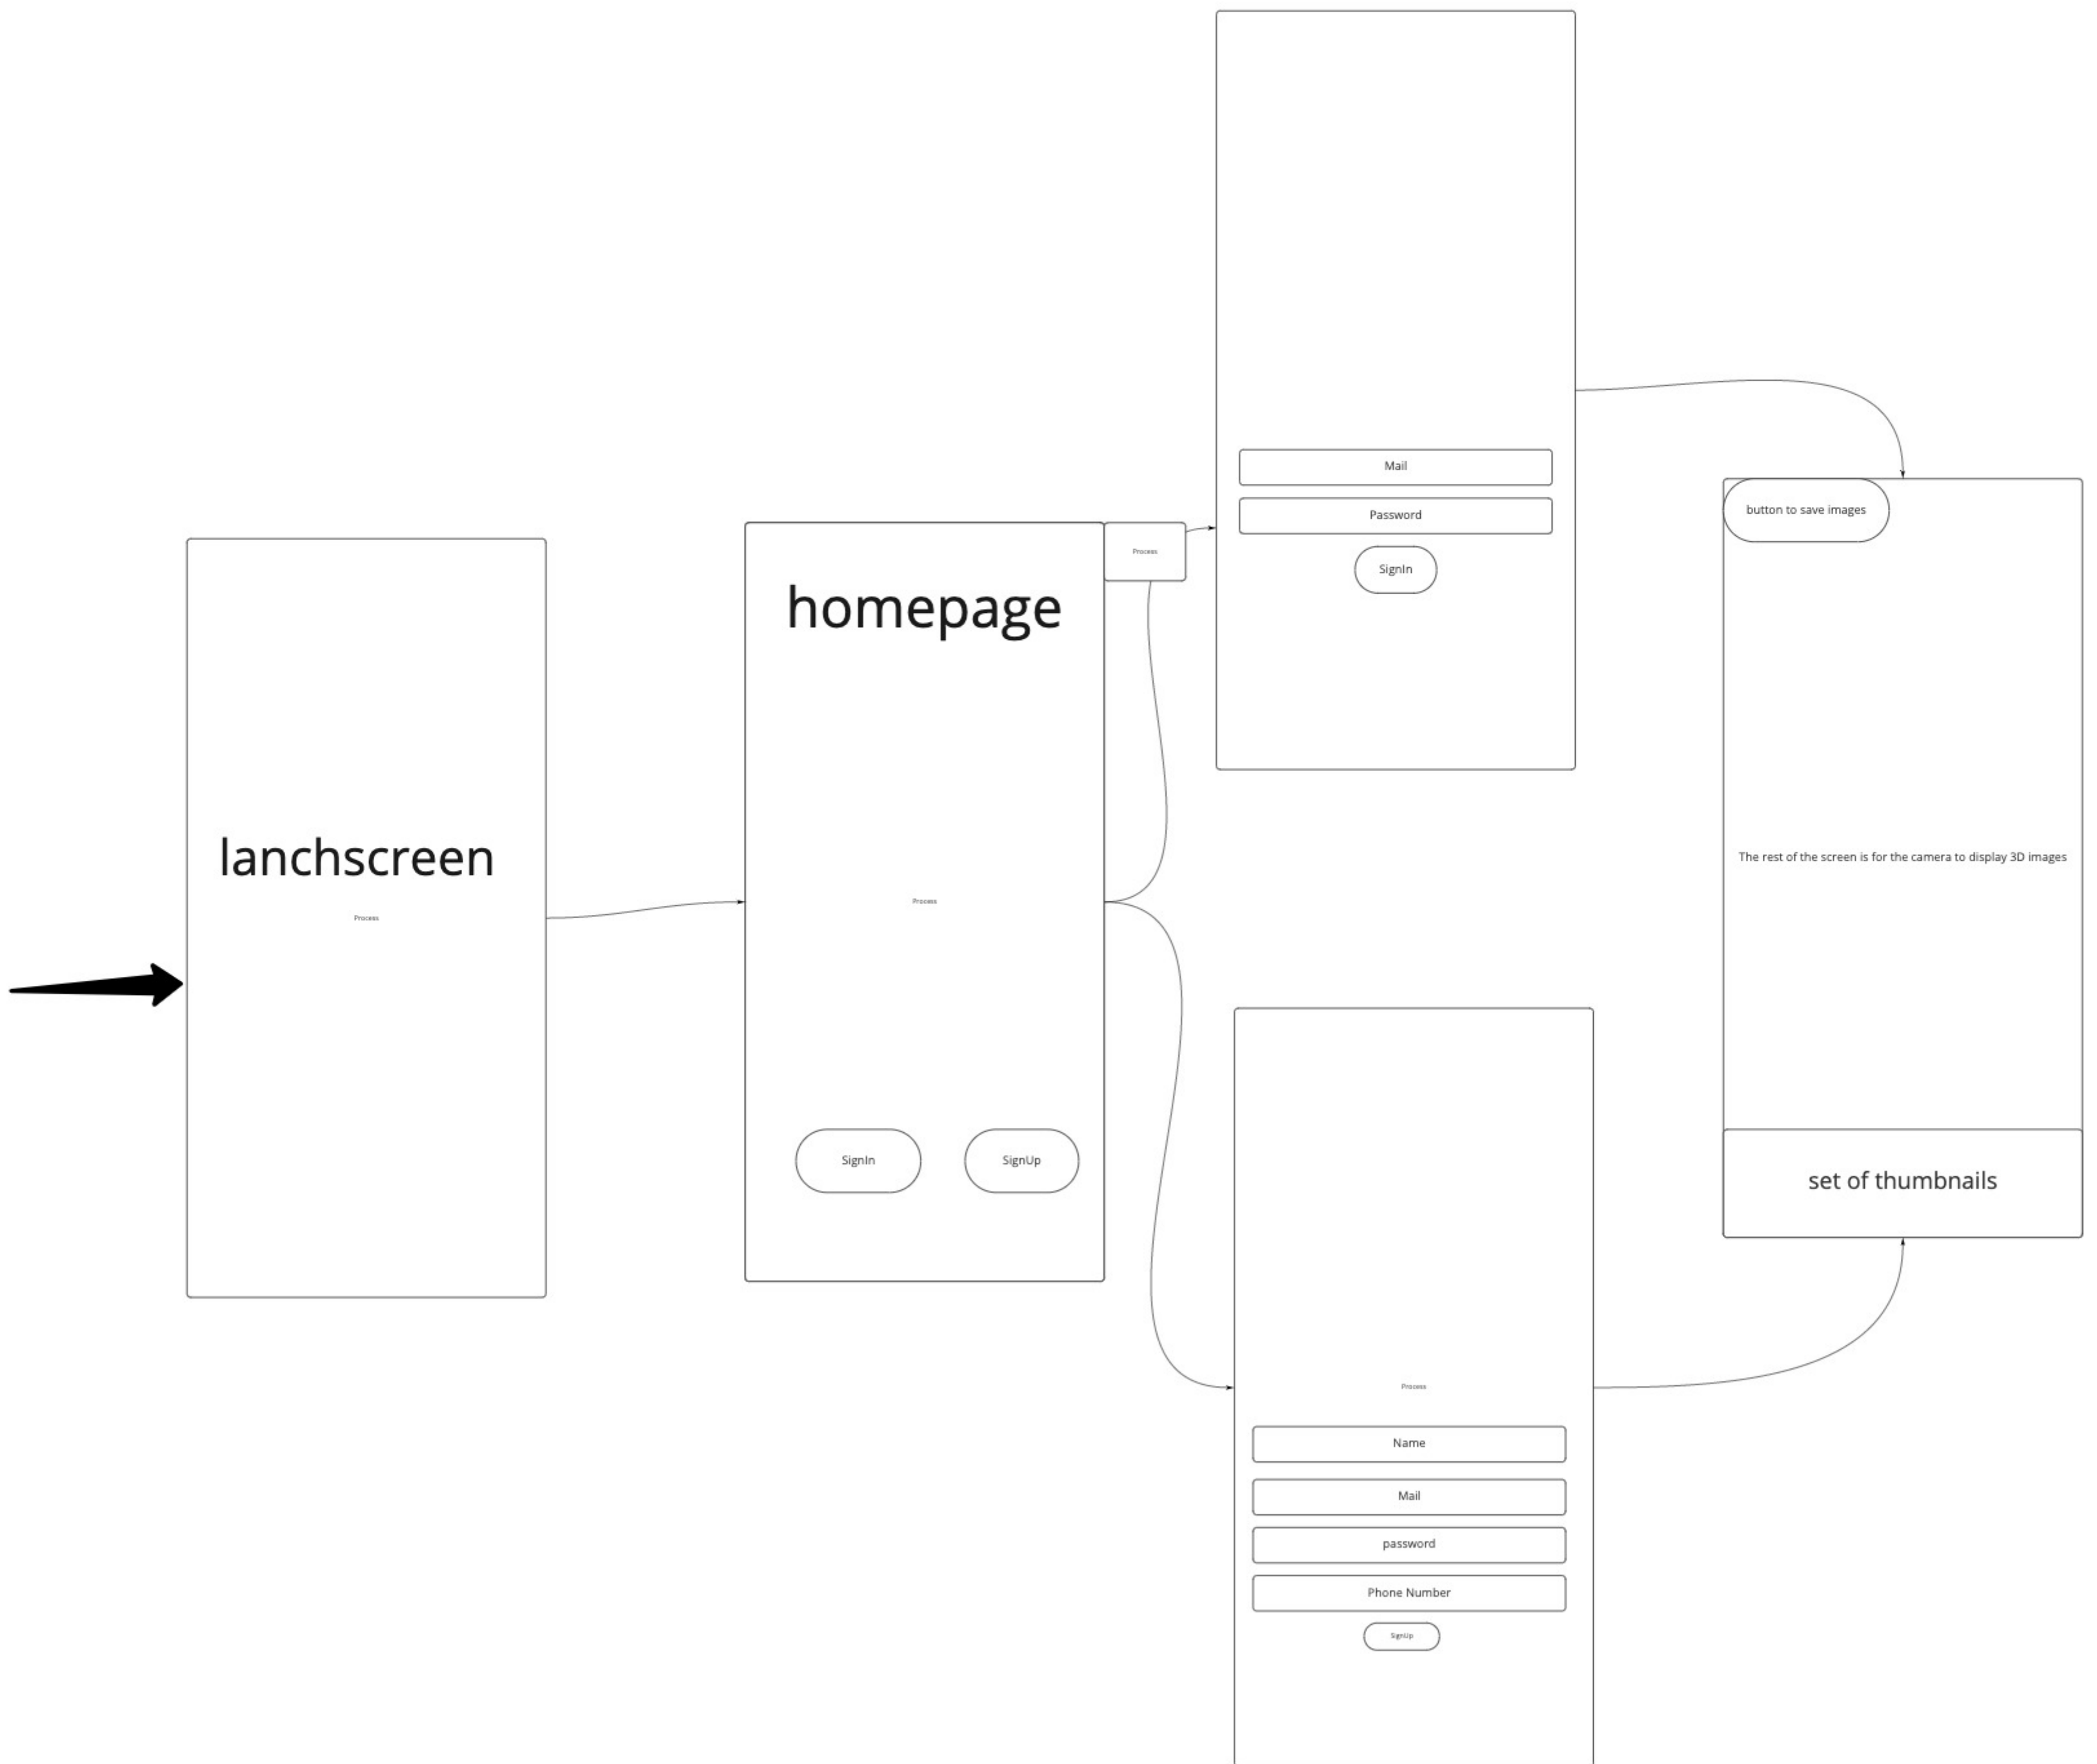 lanchscreen
Process
homepage
Process
SignIn
SignUp
Process
Mail
Password
SignIn
Process
Name
Mail
password
Phone Number
SignUp
button to save images
The rest of the screen is for the camera to display 3D images
set of thumbnails